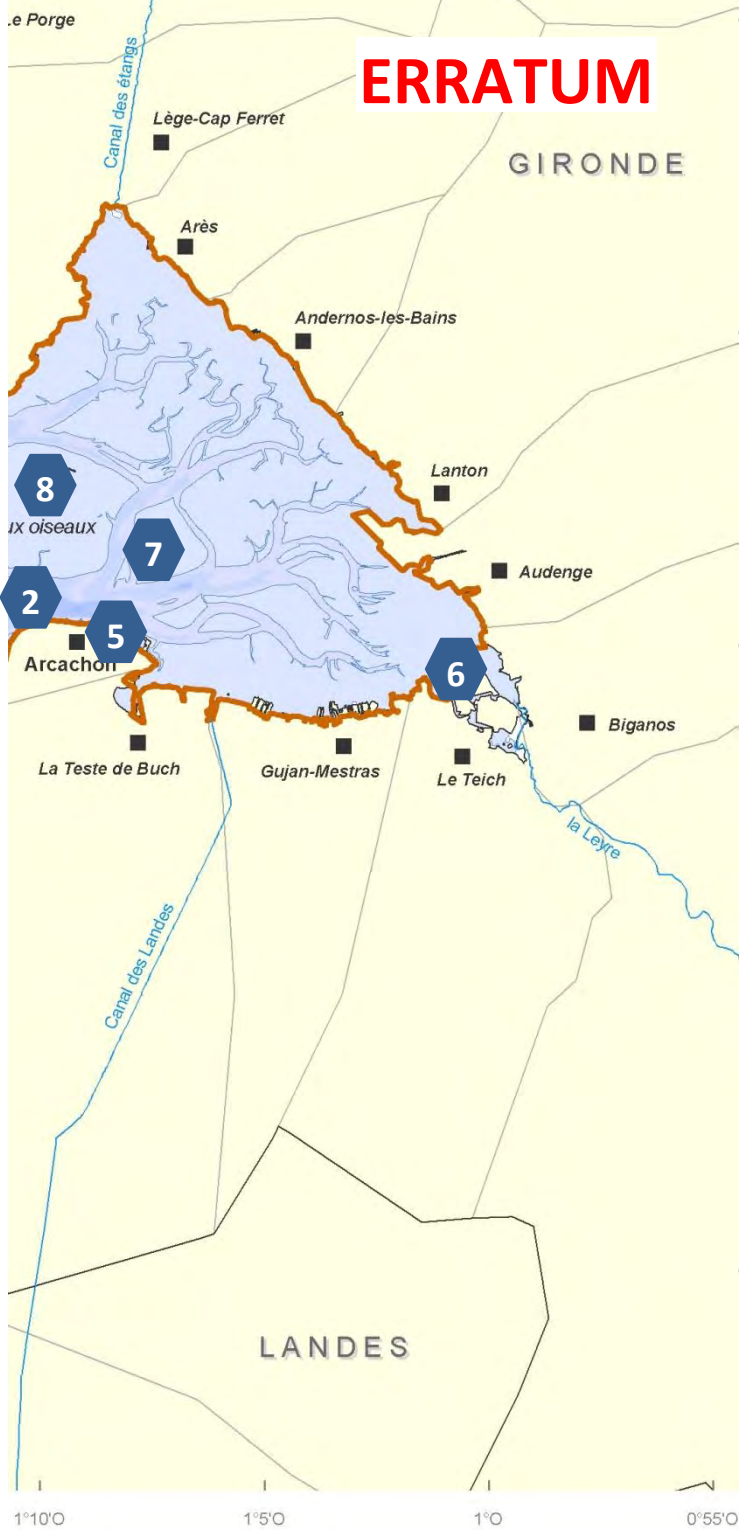 .e Porge
ERRATUM
Canal des étangs
Lège-Cap Ferret
GIRONDE
Arès
Andernos-les-Bains
Lanton
8
ux oiseaux
7
Audenge
2
5
Arcachon
6
Biganos
La Teste de Buch
Gujan-Mestras
Le Teich
la Leyre
Canal des Landes
LANDES
1°10'O
1°5'O
1°O
0°55'O